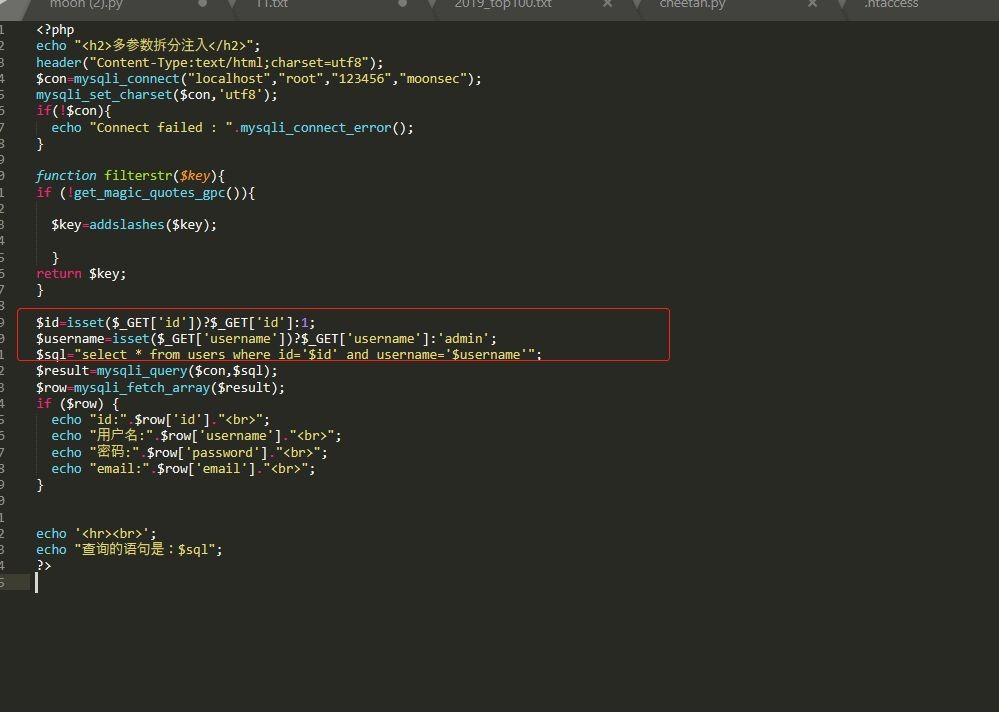 moon (2).py 11.txt 2019_top100.txt cheetah.py .htaccess
<?php
echo "<h2>多参数拆分注入</h2>";
header("Content-Type:text/html;charset=utf8");
$con=mysqli_connect("localhost","root","123456","moonsec");
mysqli_set_charset($con,'utf8');
if(!$con){
echo "Connect failed : ".mysqli_connect_error();
}
function filterstr($key){
if (!get_magic_quotes_gpc()){
$key=addslashes($key);
}
return $key;
}
$id=isset($_GET['id'])?$_GET['id']:1;
$username=isset($_GET['username'])?$_GET['username']:'admin';
$sql="select * from users where id='$id' and username='$username'";
$result=mysqli_query($con,$sql);
$row=mysqli_fetch_array($result);
if ($row) {
echo "id:".$row['id']."<br>";
echo "用户名:".$row['username']."<br>";
echo "密码:".$row['password']."<br>";
echo "email:".$row['email']."<br>";
}
echo '<hr><br>';
echo "查询的语句是：$sql";
?>